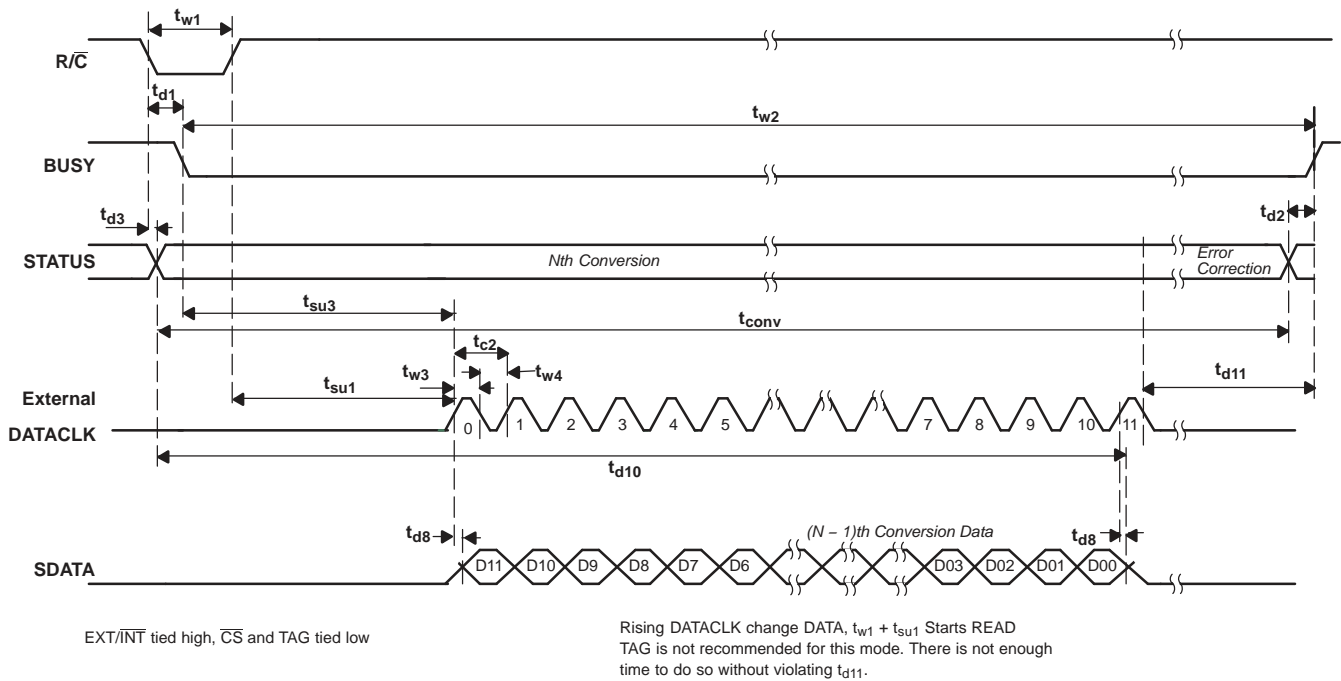 tw1
R/C
td1
tw2
BUSY
td3
td2
STATUS
Nth Conversion
Error
Correction
tsu3
tconv
tc2
tw3
tw4
tsu1
td11
External
DATACLK
0 1 2 3 4 5 7 8 9 10 11
td10
(N − 1)th Conversion Data
td8
td8
SDATA
D11 D10 D9 D8 D7 D6 D03 D02 D01 D00
EXT/INT tied high, CS and TAG tied low
Rising DATACLK change DATA, tw1 + tsu1 Starts READ
TAG is not recommended for this mode. There is not enough
time to do so without violating td11.